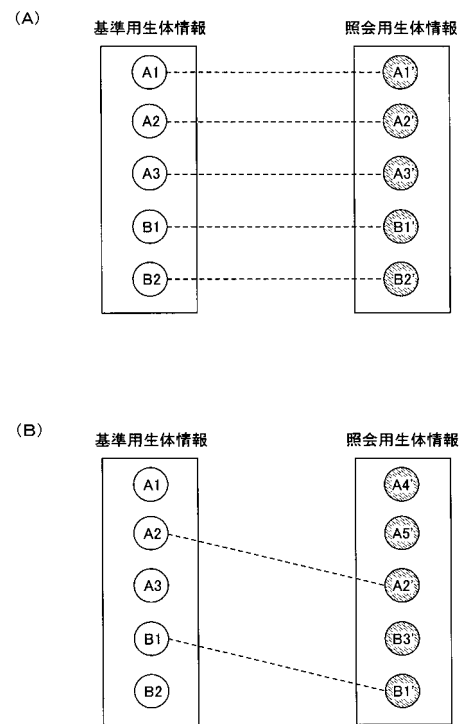 (A)
基準用生体情報 照会用生体情報
A1 A1'
A2 A2'
A3 A3'
B1 B1'
B2 B2'
(B)
基準用生体情報 照会用生体情報
A1 A4'
A2 A5'
A3 A2'
B1 B3'
B2 B1'